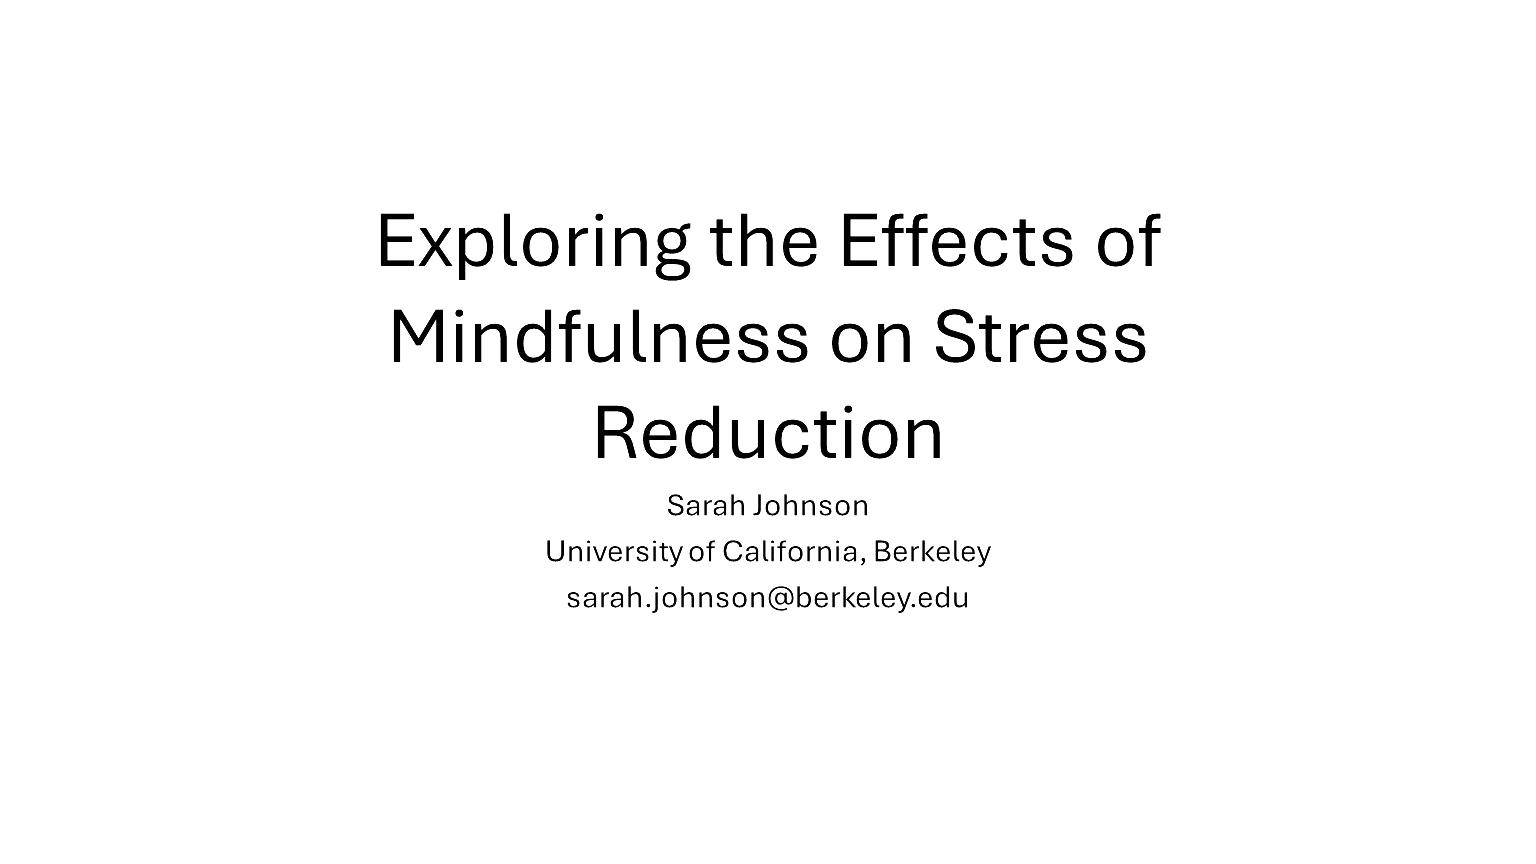 Exploring the Effects of
Mindfulness on Stress
Reduction
Sarah Johnson
University of California, Berkeley
sarah.johnson@berkeley.edu